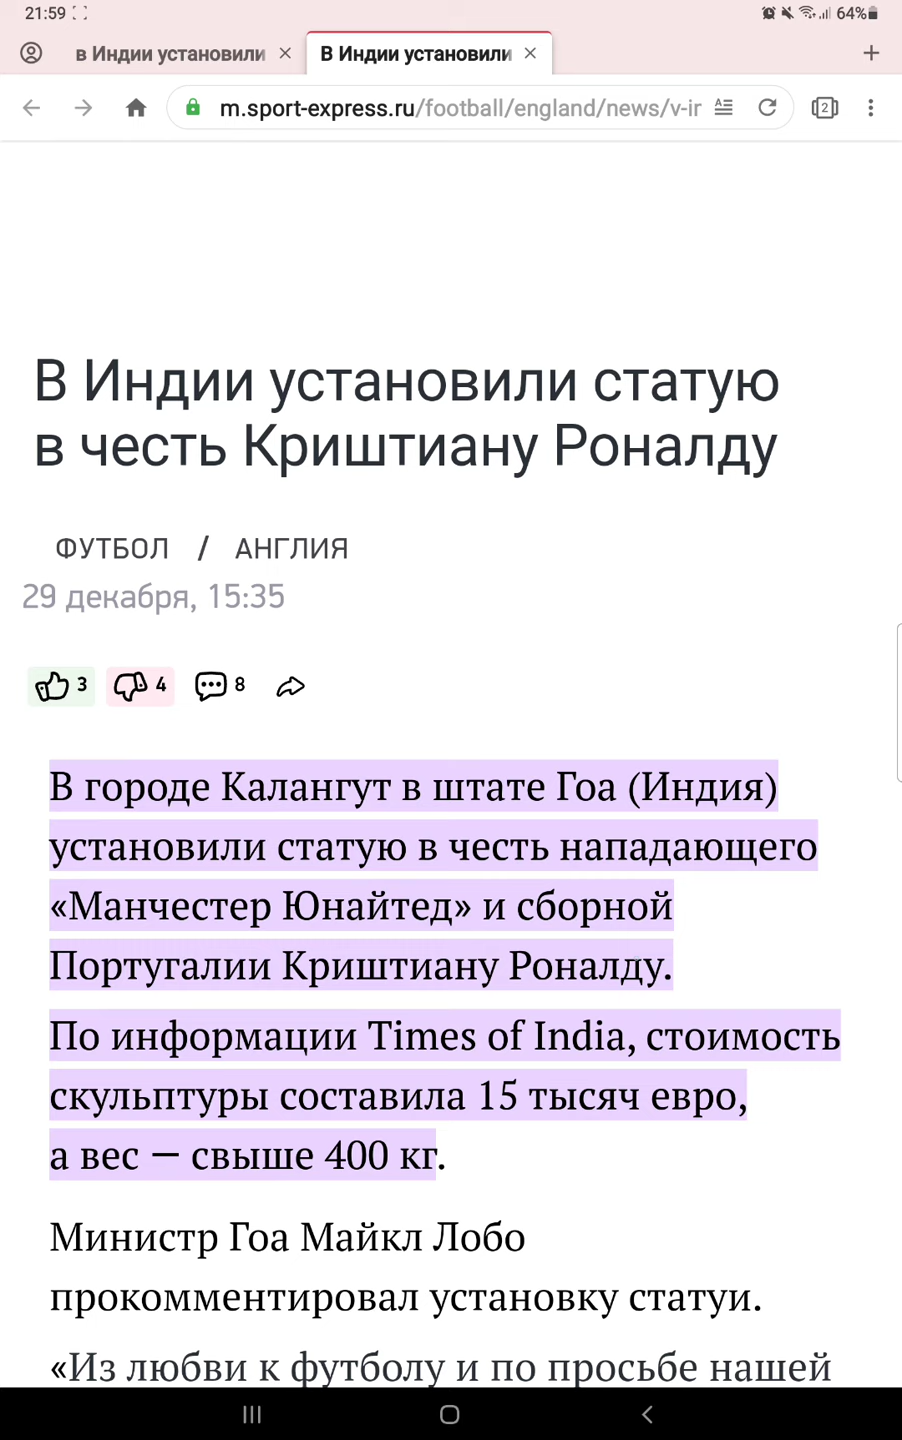 21:59 64%
в Индии установили В Индии установили
m.sport-express.ru/football/england/news/v-ir 2
В Индии установили статую
в честь Криштиану Роналду
ФУТБОЛ / АНГЛИЯ
29 декабря, 15:35
3 4 8
В городе Калангут в штате Гоа (Индия)
установили статую в честь нападающего
«Манчестер Юнайтед» и сборной
Португалии Криштиану Роналду.
По информации Times of India, стоимость
скульптуры составила 15 тысяч евро,
а вес — свыше 400 кг.
Министр Гоа Майкл Лобо
прокомментировал установку статуи.
«Из любви к футболу и по просьбе нашей